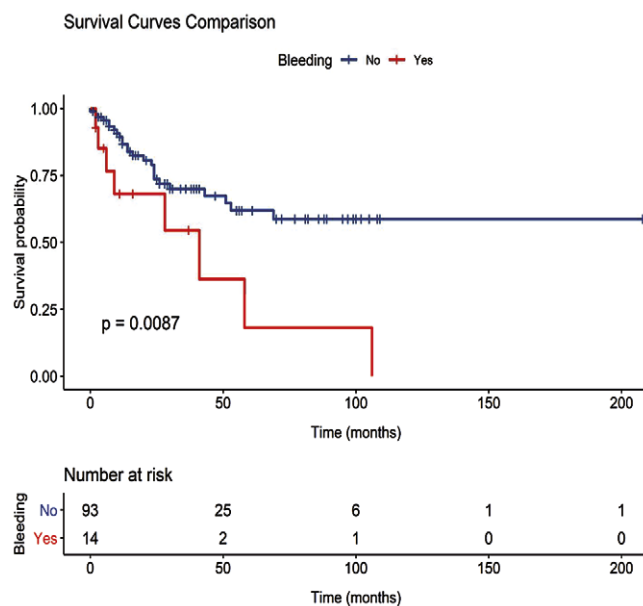 Survival Curves Comparison
Bleeding No Yes
Survival probability
1.00
0.75
0.50
0.25
0.00
p = 0.0087
0 50 100 150 200
Time (months)
Number at risk
Bleeding
No 93 25 6 1 1
Yes 14 2 1 0 0
0 50 100 150 200
Time (months)